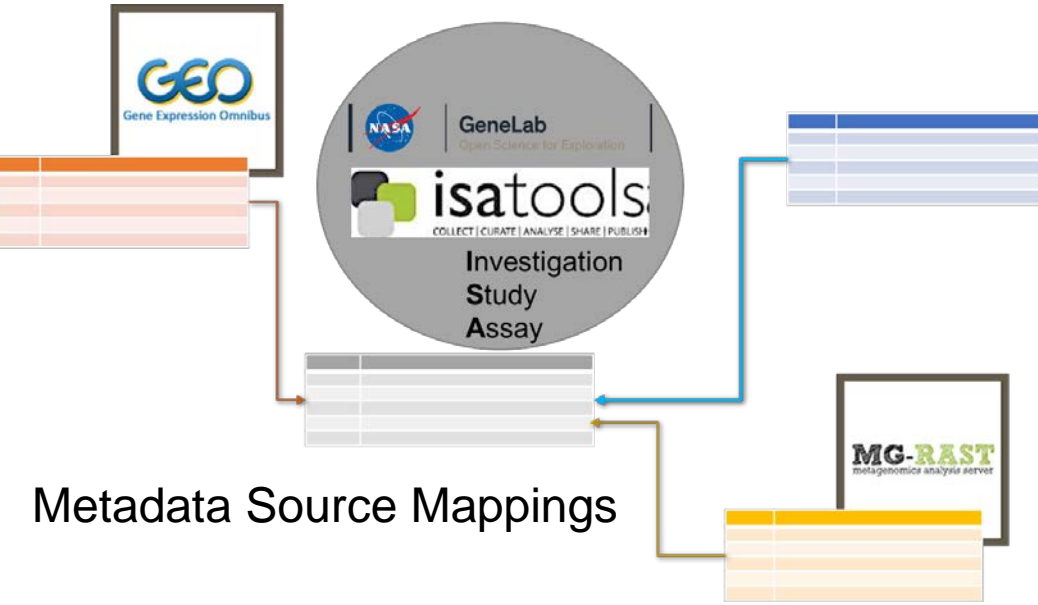 GEO
Gene Expression Omnibus
NASA
GeneLab
Open Science for Exploration
isatools
COLLECT | CURATE | ANALYSE | SHARE | PUBLISH
Investigation
Study
Assay
MG-RAST
metagenomics analysis server
Metadata Source Mappings